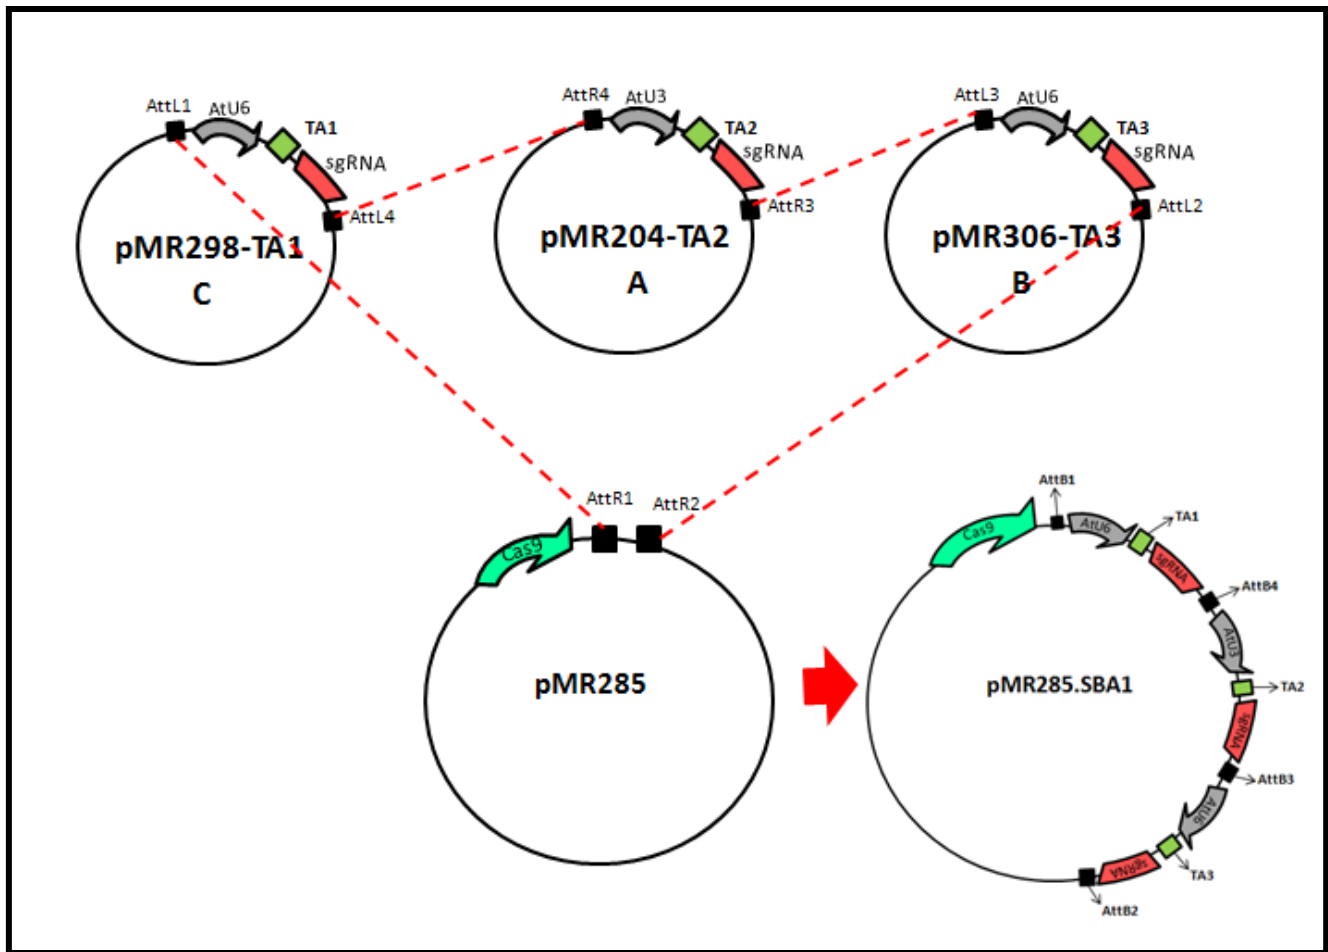 AttL1
AtU6
TA1
sgRNA
AttL4
pMR298-TA1
C
AttR4
AtU3
TA2
sgRNA
AttR3
pMR204-TA2
A
AttL3
AtU6
TA3
sgRNA
AttL2
pMR306-TA3
B
AttR1
AttR2
Cas9
pMR285
Cas9
AttB1
AtU6
TA1
sgRNA
AttB4
AtU3
TA2
sgRNA
AttB3
AtU6
TA3
sgRNA
AttB2
pMR285.SBA1